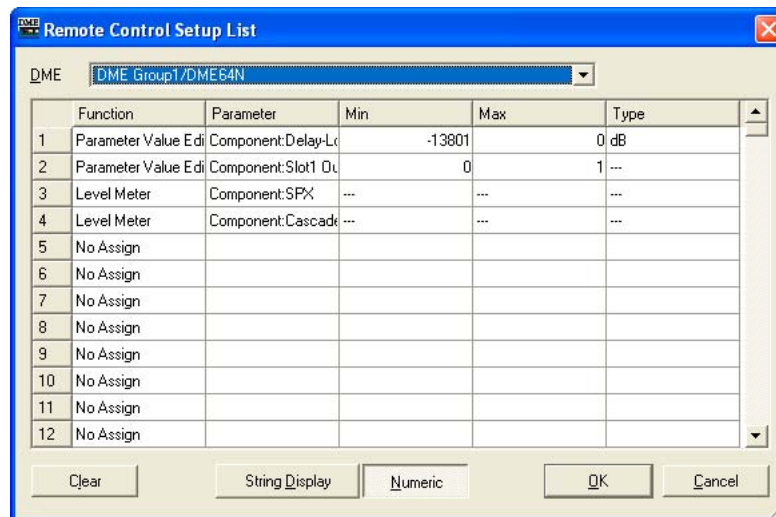 Remote Control Setup List
DME DME Group1/DME64N
Function Parameter Min Max Type
1 Parameter Value Edi Component:Delay-Lo -13801 0 dB
2 Parameter Value Edi Component:Slot1 Ou 0 1 ---
3 Level Meter Component:SPX --- --- ---
4 Level Meter Component:Cascade --- --- ---
5 No Assign
6 No Assign
7 No Assign
8 No Assign
9 No Assign
10 No Assign
11 No Assign
12 No Assign
Clear String Display Numeric OK Cancel